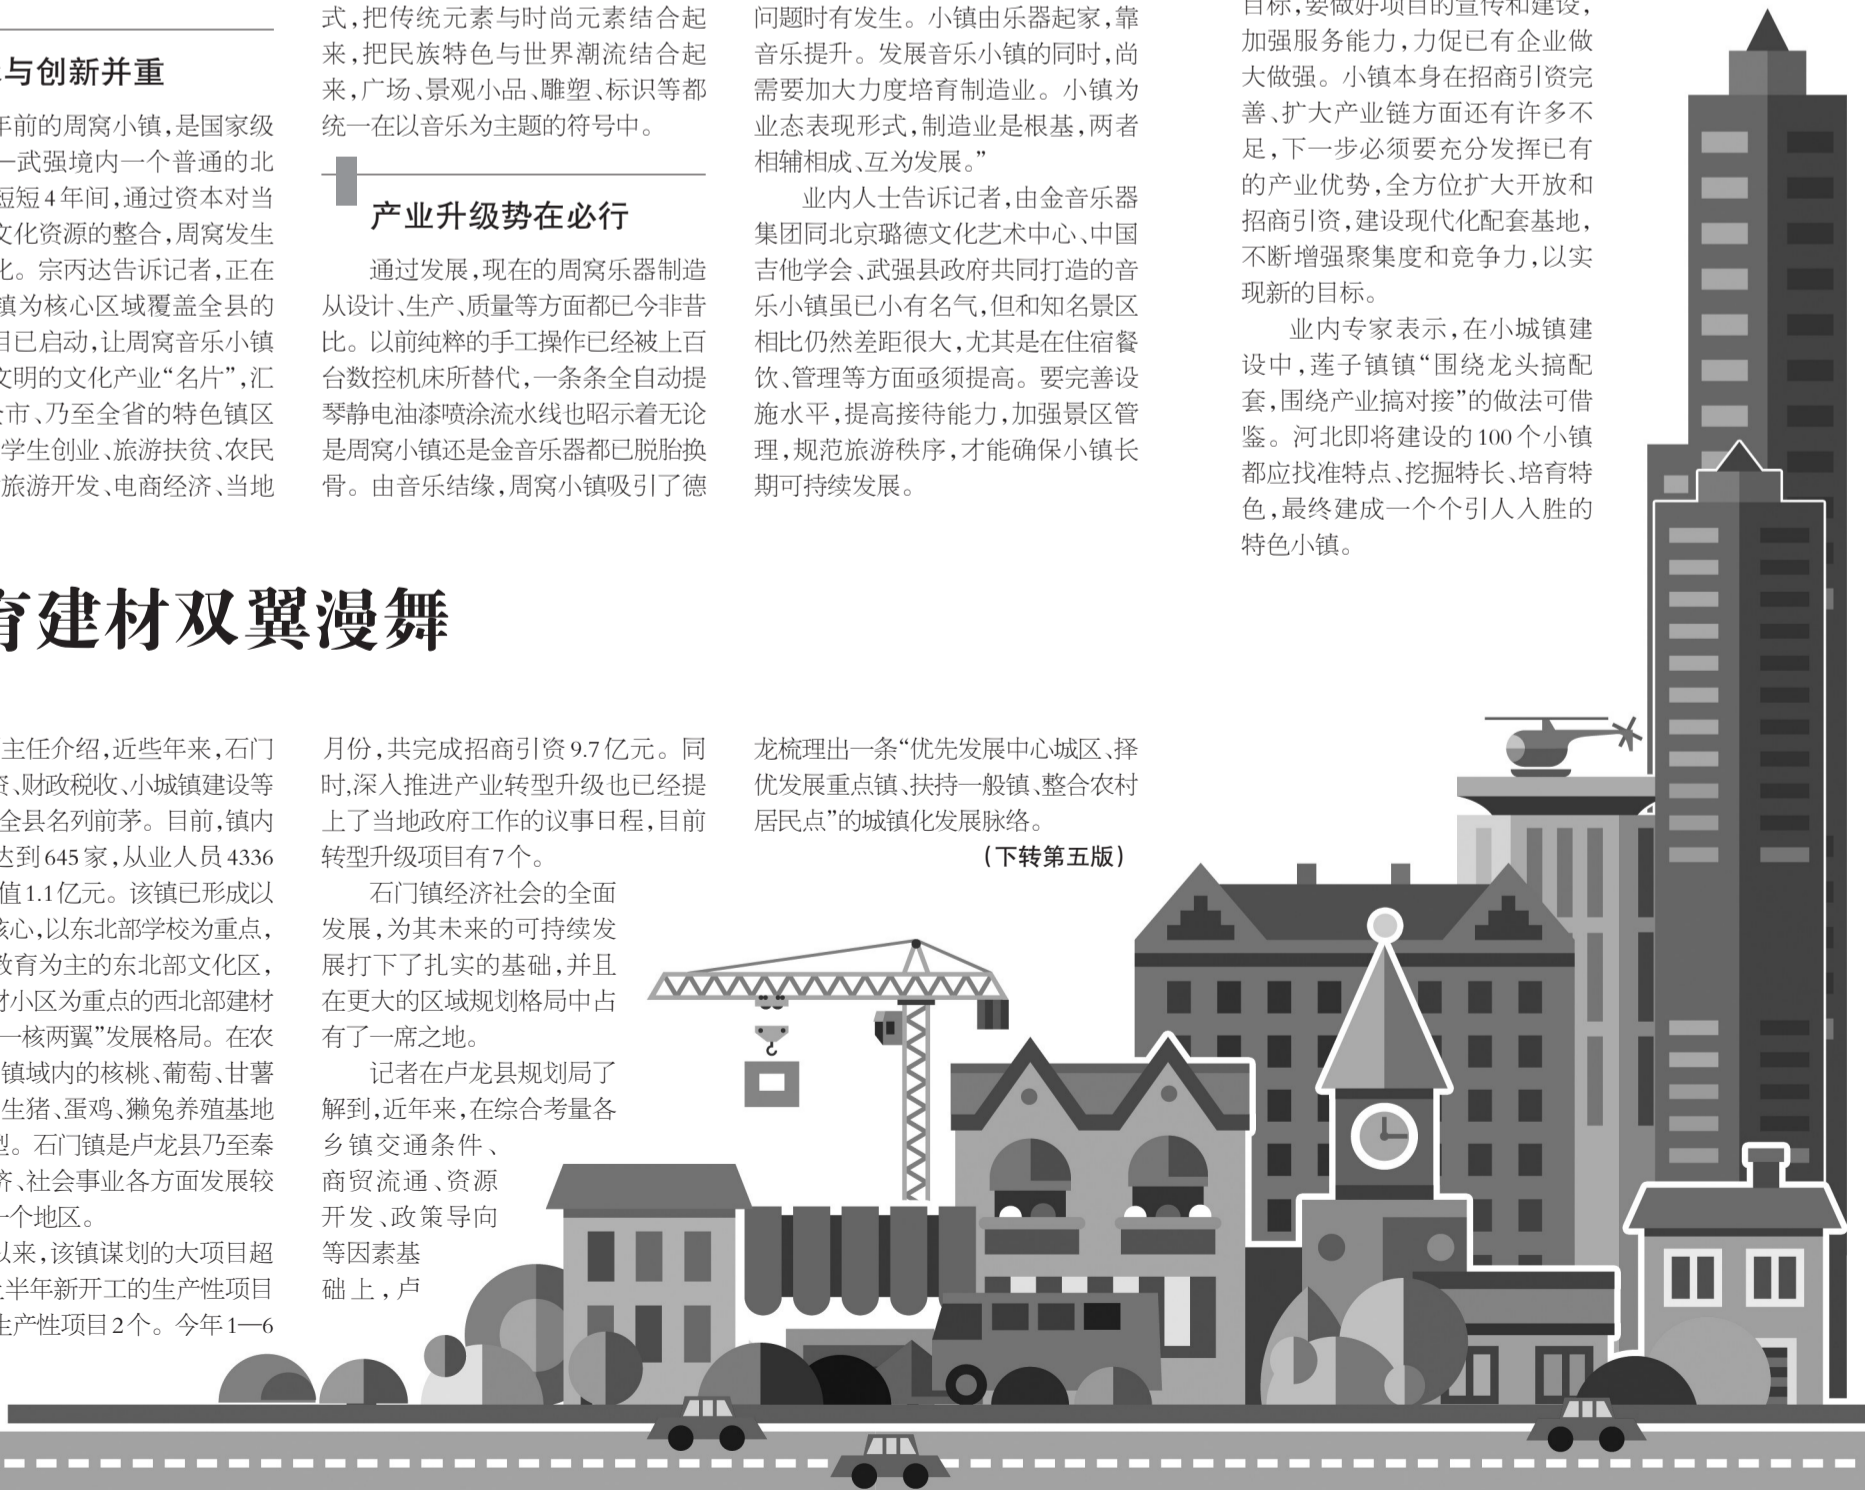 与创新并重
年前的周窝小镇，是国家级
—武强境内一个普通的北
短短4年间，通过资本对当
文化资源的整合，周窝发生
化。宗丙达告诉记者，正在
镇为核心区域覆盖全县的
目已启动，让周窝音乐小镇
文明的文化产业“名片”，汇
全市、乃至全省的特色镇区
学生创业、旅游扶贫、农民
旅游开发、电商经济、当地
式，把传统元素与时尚元素结合起
来，把民族特色与世界潮流结合起
来，广场、景观小品、雕塑、标识等都
统一在以音乐为主题的符号中。
产业升级势在必行
通过发展，现在的周窝乐器制造
从设计、生产、质量等方面都已今非昔
比。以前纯粹的手工操作已经被上百
台数控机床所替代，一条条全自动提
琴静电油漆喷涂流水线也昭示着无论
是周窝小镇还是金音乐器都已脱胎换
骨。由音乐结缘，周窝小镇吸引了德
问题时有发生。小镇由乐器起家，靠
音乐提升。发展音乐小镇的同时，尚
需要加大力度培育制造业。小镇为
业态表现形式，制造业是根基，两者
相辅相成、互为发展。”
业内人士告诉记者，由金音乐器
集团同北京璐德文化艺术中心、中国
吉他学会、武强县政府共同打造的音
乐小镇虽已小有名气，但和知名景区
相比仍然差距很大，尤其是在住宿餐
饮、管理等方面亟须提高。要完善设
施水平，提高接待能力，加强景区管
理，规范旅游秩序，才能确保小镇长
期可持续发展。
目标，要做好项目的宣传和建设，
加强服务能力，力促已有企业做
大做强。小镇本身在招商引资完
善、扩大产业链方面还有许多不
足，下一步必须要充分发挥已有
的产业优势，全方位扩大开放和
招商引资，建设现代化配套基地，
不断增强聚集度和竞争力，以实
现新的目标。
业内专家表示，在小城镇建
设中，莲子镇镇“围绕龙头搞配
套，围绕产业搞对接”的做法可借
鉴。河北即将建设的100个小镇
都应找准特点、挖掘特长、培育特
色，最终建成一个个引人入胜的
特色小镇。
育建材双翼漫舞
主任介绍，近些年来，石门
资、财政税收、小城镇建设等
全县名列前茅。目前，镇内
达到645家，从业人员4336
值1.1亿元。该镇已形成以
核心，以东北部学校为重点，
教育为主的东北部文化区，
材小区为重点的西北部建材
一核两翼”发展格局。在农
镇域内的核桃、葡萄、甘薯
生猪、蛋鸡、獭兔养殖基地
型。石门镇是卢龙县乃至秦
济、社会事业各方面发展较
一个地区。
以来，该镇谋划的大项目超
上半年新开工的生产性项目
生产性项目2个。今年1—6
月份，共完成招商引资9.7亿元。同
时，深入推进产业转型升级也已经提
上了当地政府工作的议事日程，目前
转型升级项目有7个。
石门镇经济社会的全面
发展，为其未来的可持续发
展打下了扎实的基础，并且
在更大的区域规划格局中占
有了一席之地。
记者在卢龙县规划局了
解到，近年来，在综合考量各
乡镇交通条件、
商贸流通、资源
开发、政策导向
等因素基
础上，卢
龙梳理出一条“优先发展中心城区、择
优发展重点镇、扶持一般镇、整合农村
居民点”的城镇化发展脉络。
（下转第五版）